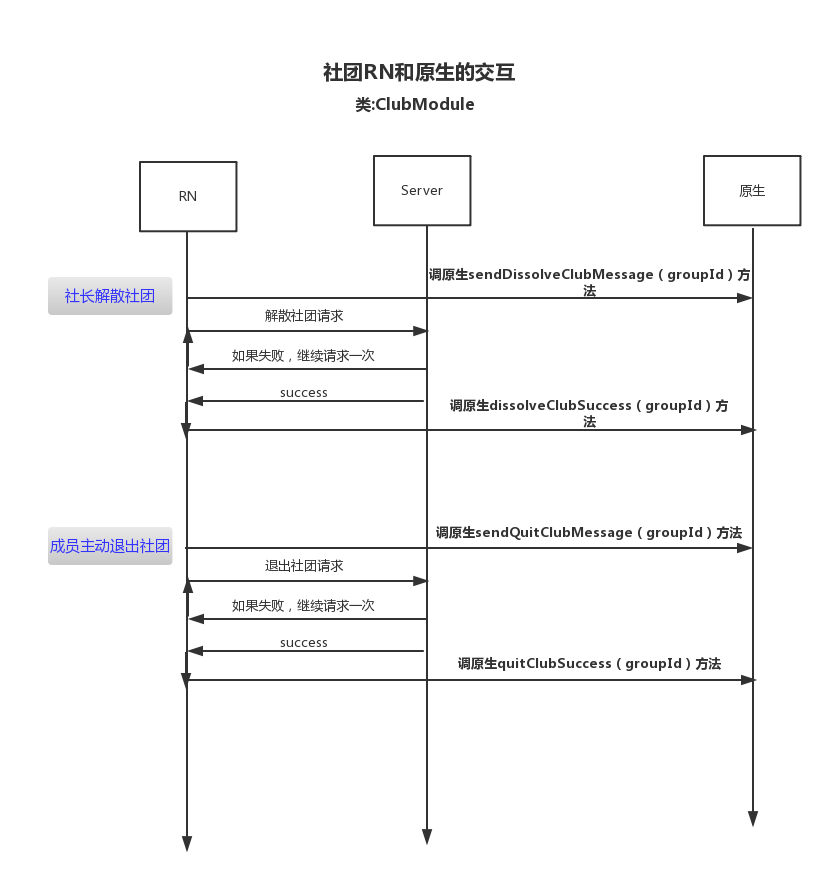 社团RN和原生的交互
类:ClubModule
RN
Server
原生
社长解散社团
调原生sendDissolveClubMessage（groupId）方
法
解散社团请求
如果失败，继续请求一次
success
调原生dissolveClubSuccess（groupId）方
法
成员主动退出社团
调原生sendQuitClubMessage（groupId）方法
退出社团请求
如果失败，继续请求一次
success
调原生quitClubSuccess（groupId）方法